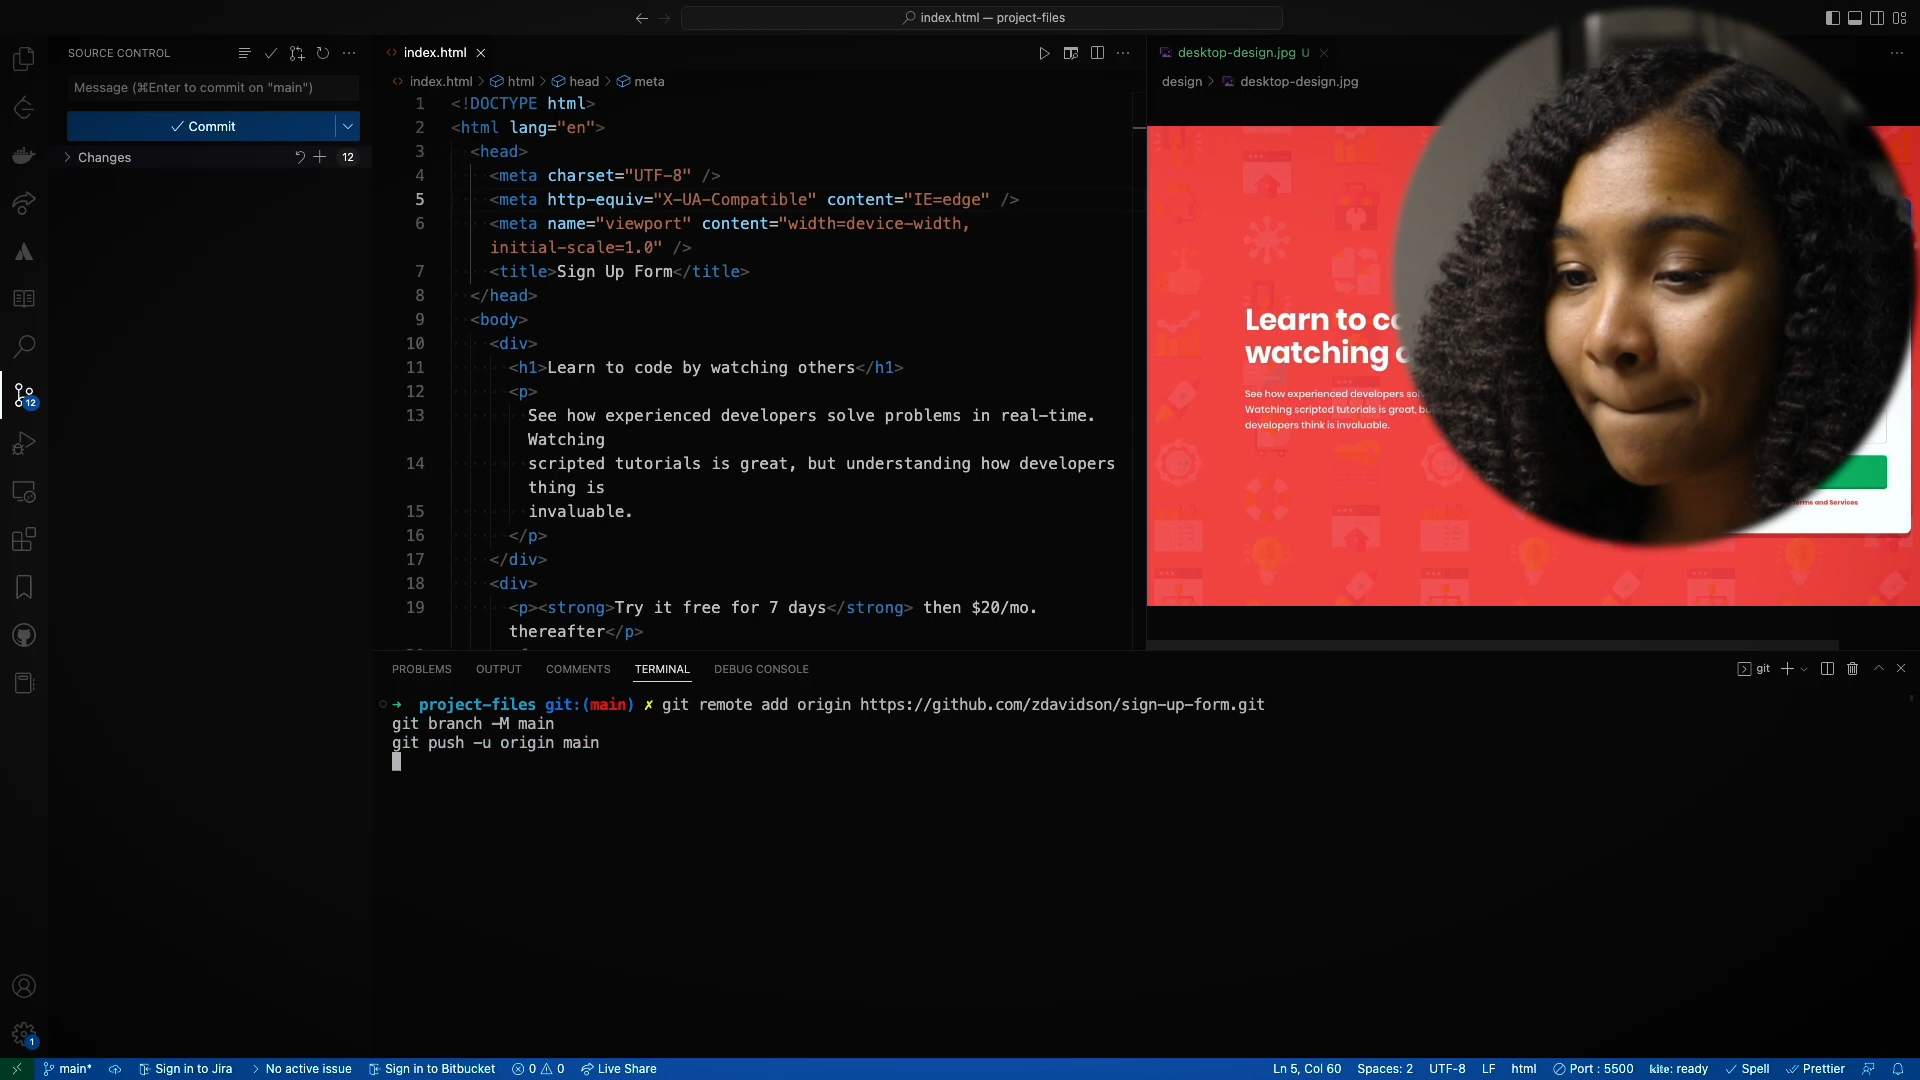 index.html — project-files
SOURCE CONTROL
Message (⌘Enter to commit on "main")
Commit
Changes
12
12
1
index.html
index.html > html > head > meta
1 <!DOCTYPE html>
2 <html lang="en">
3 <head>
4 <meta charset="UTF-8" />
5 <meta http-equiv="X-UA-Compatible" content="IE=edge" />
6 <meta name="viewport" content="width=device-width,
initial-scale=1.0" />
7 <title>Sign Up Form</title>
8 </head>
9 <body>
10 <div>
11 <h1>Learn to code by watching others</h1>
12 <p>
13 See how experienced developers solve problems in real-time.
Watching
14 scripted tutorials is great, but understanding how developers
thing is
15 invaluable.
16 </p>
17 </div>
18 <div>
19 <p><strong>Try it free for 7 days</strong> then $20/mo.
thereafter</p>
desktop-design.jpg U
design > desktop-design.jpg
Learn to
watching
See how experienced developers
Watching scripted tutorials is great,
developers think is invaluable.
and Services
PROBLEMS OUTPUT COMMENTS TERMINAL DEBUG CONSOLE
git
→ project-files git:(main) ✗ git remote add origin https://github.com/zdavidson/sign-up-form.git
git branch -M main
git push -u origin main
main* Sign in to Jira No active issue Sign in to Bitbucket 0 0 Live Share
Ln 5, Col 60 Spaces: 2 UTF-8 LF html Port : 5500 kite: ready Spell Prettier